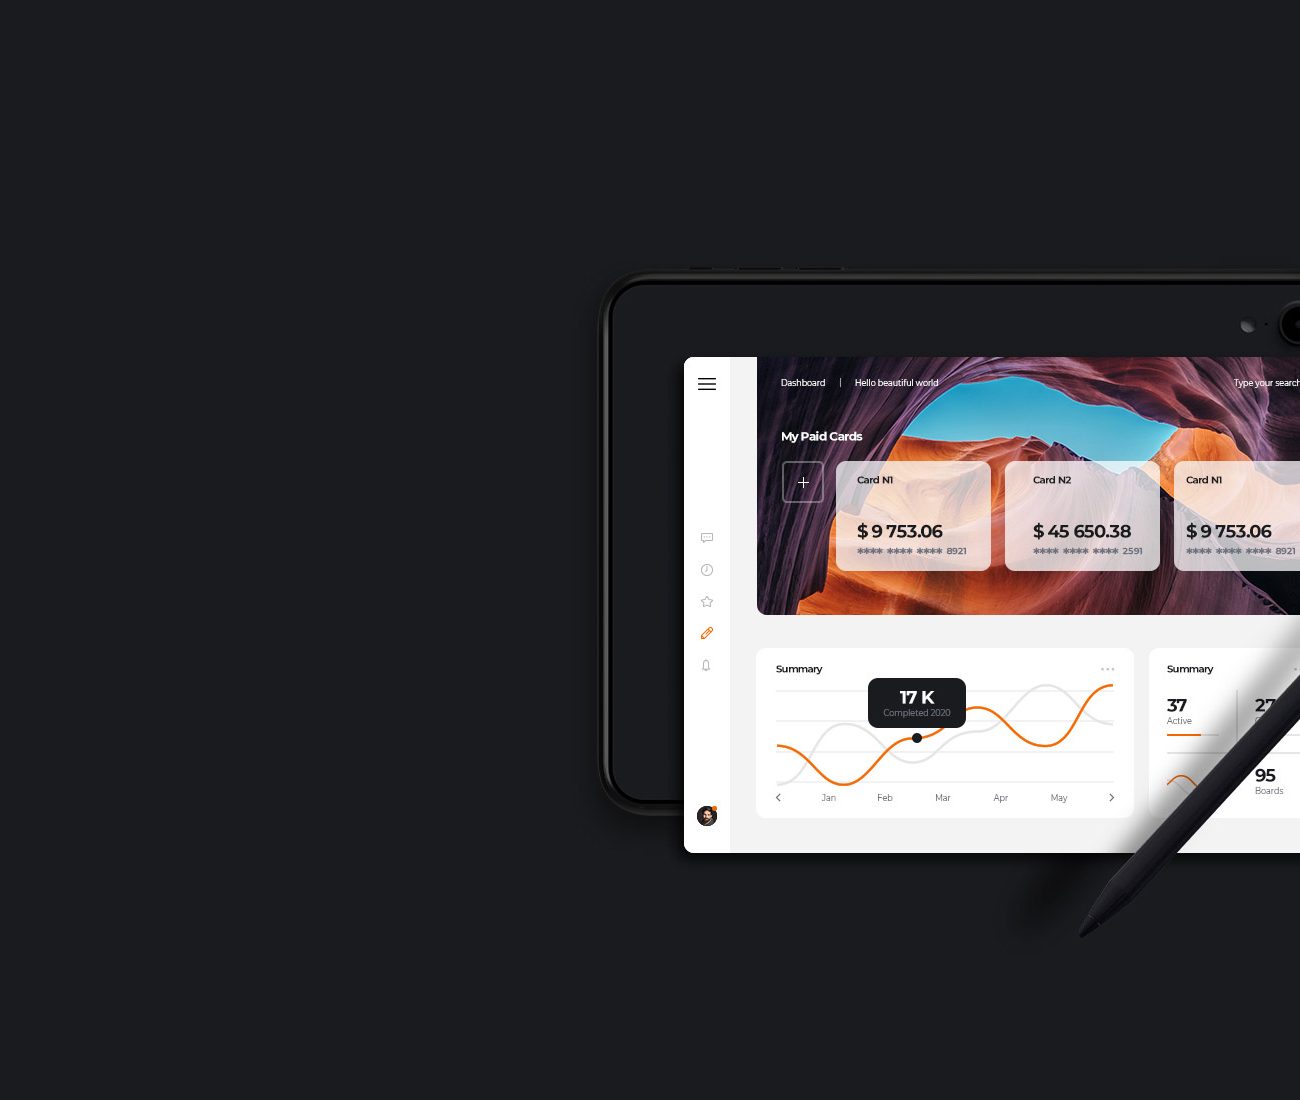 Dashboard | Hello beautiful world
Type your search
My Paid Cards
+
Card N1
$ 9 753.06
**** **** **** 8921
Card N2
$ 45 650.38
**** **** **** 2591
Card N1
$ 9 753.06
**** **** **** 8921
Summary
17 K
Completed 2020
Jan Feb Mar Apr May
Summary
37
Active
27
95
Boards